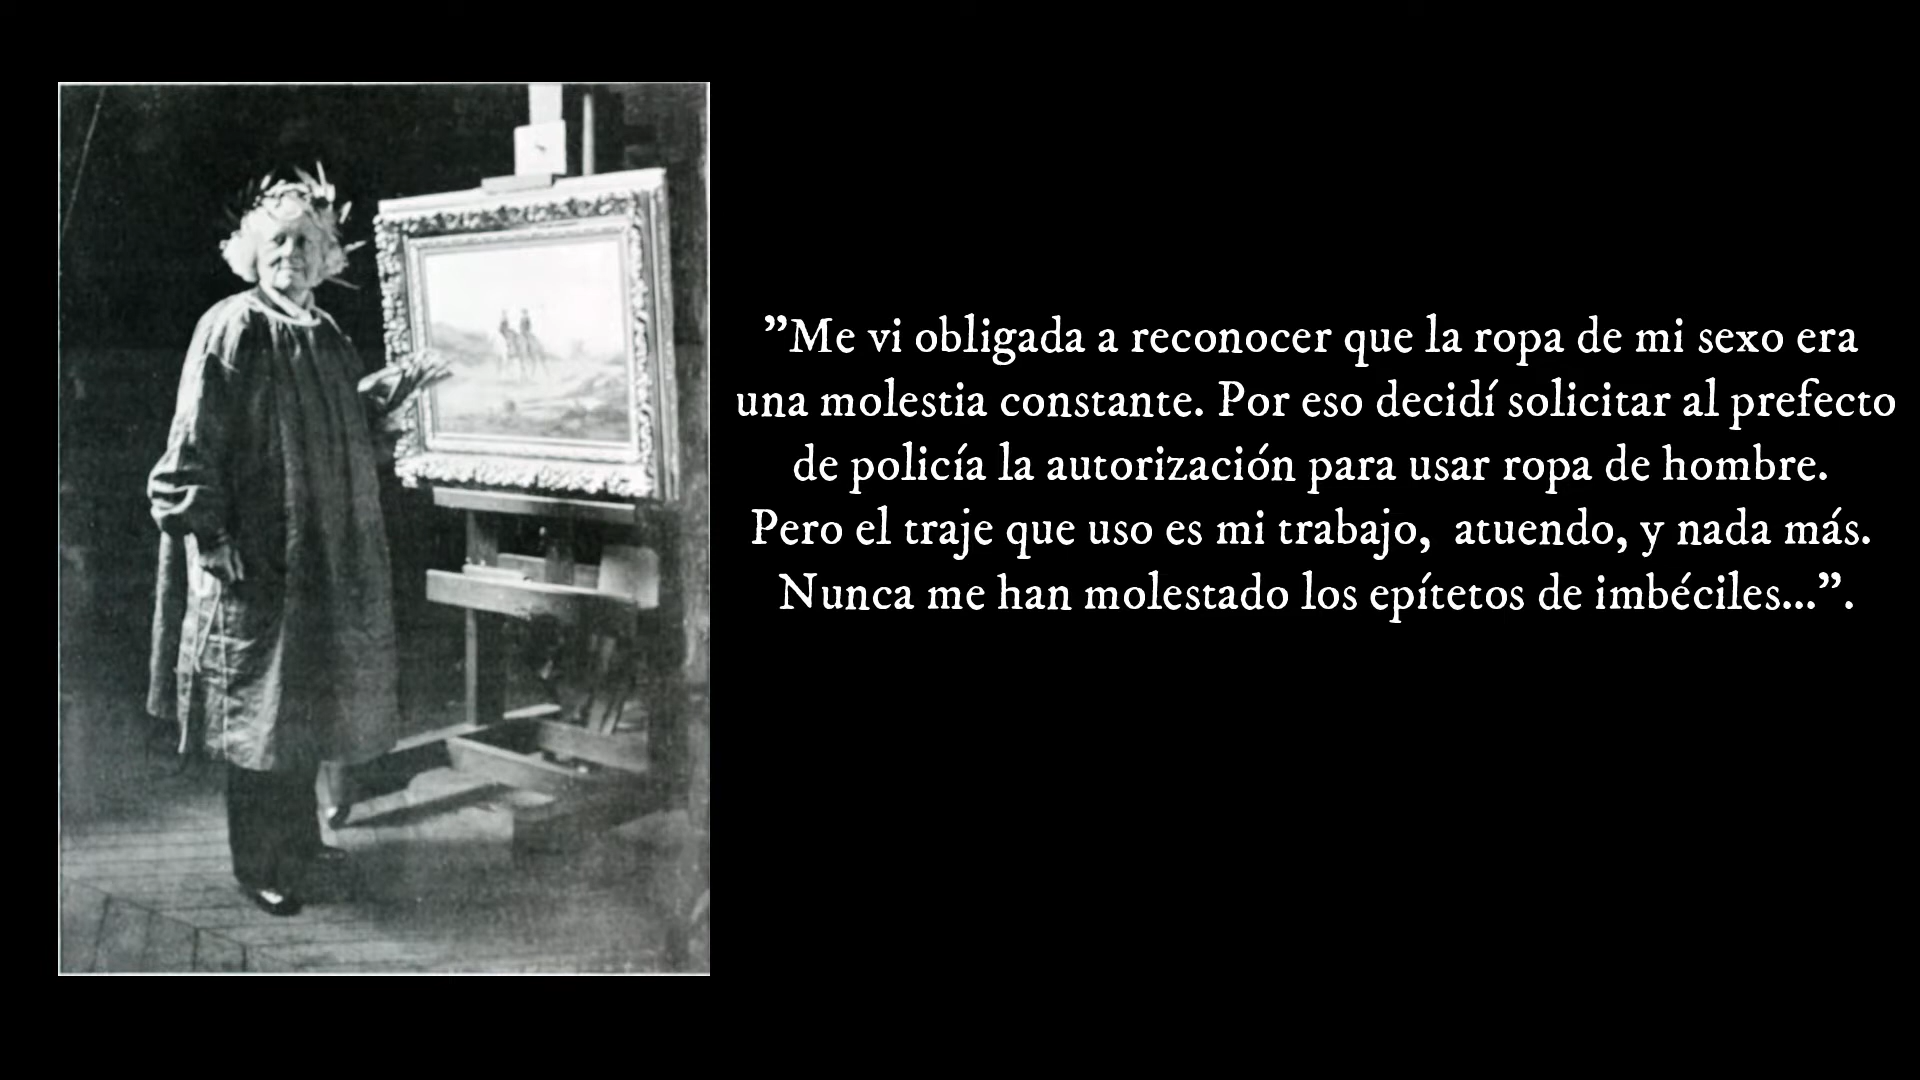 ”Me vi obligada a reconocer que la ropa de mi sexo era
una molestia constante. Por eso decidí solicitar al prefecto
de policía la autorización para usar ropa de hombre.
Pero el traje que uso es mi trabajo,  atuendo, y nada más.
Nunca me han molestado los epítetos de imbéciles...”.